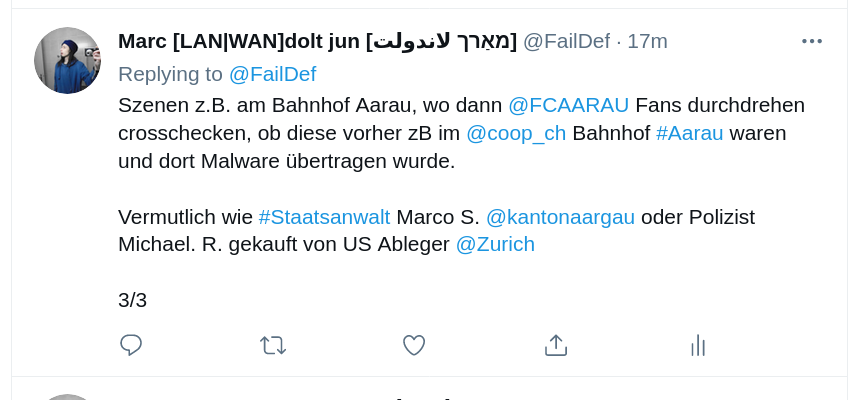 Marc [LAN|WAN]dolt jun [מאַרך لاندولت] @FailDef · 17m
Replying to @FailDef
Szenen z.B. am Bahnhof Aarau, wo dann @FCAARAU Fans durchdrehen
crosschecken, ob diese vorher zB im @coop_ch Bahnhof #Aarau waren
und dort Malware übertragen wurde.
Vermutlich wie #Staatsanwalt Marco S. @kantonaargau oder Polizist
Michael. R. gekauft von US Ableger @Zurich
3/3